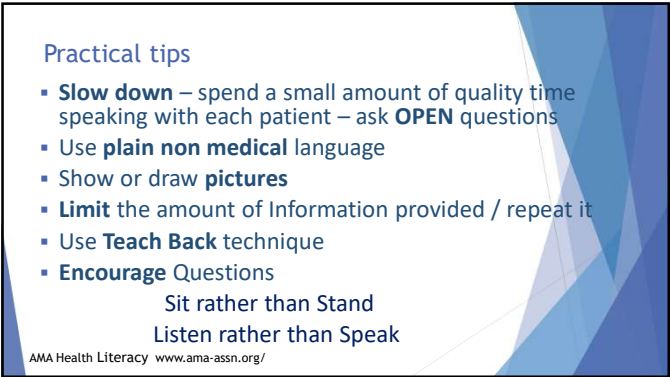 Practical tips
▪ Slow down – spend a small amount of quality time
speaking with each patient – ask OPEN questions
▪ Use plain non medical language
▪ Show or draw pictures
▪ Limit the amount of Information provided / repeat it
▪ Use Teach Back technique
▪ Encourage Questions
Sit rather than Stand
Listen rather than Speak
AMA Health Literacy www.ama-assn.org/